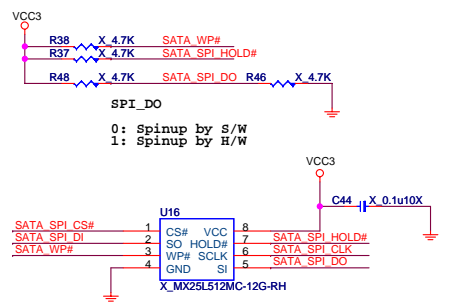 VCC3
R38 X_4.7K SATA_WP#
R37 X_4.7K SATA_SPI_HOLD#
R48 X_4.7K SATA_SPI_DO R46 X_4.7K
SPI_DO
0: Spinup by S/W
1: Spinup by H/W
VCC3
C44 X_0.1u10X
U16
SATA_SPI_CS# 1 CS# VCC 8
SATA_SPI_DI 2 SO HOLD# 7 SATA_SPI_HOLD#
SATA_WP# 3 WP# SCLK 6 SATA_SPI_CLK
4 GND SI 5 SATA_SPI_DO
X_MX25L512MC-12G-RH